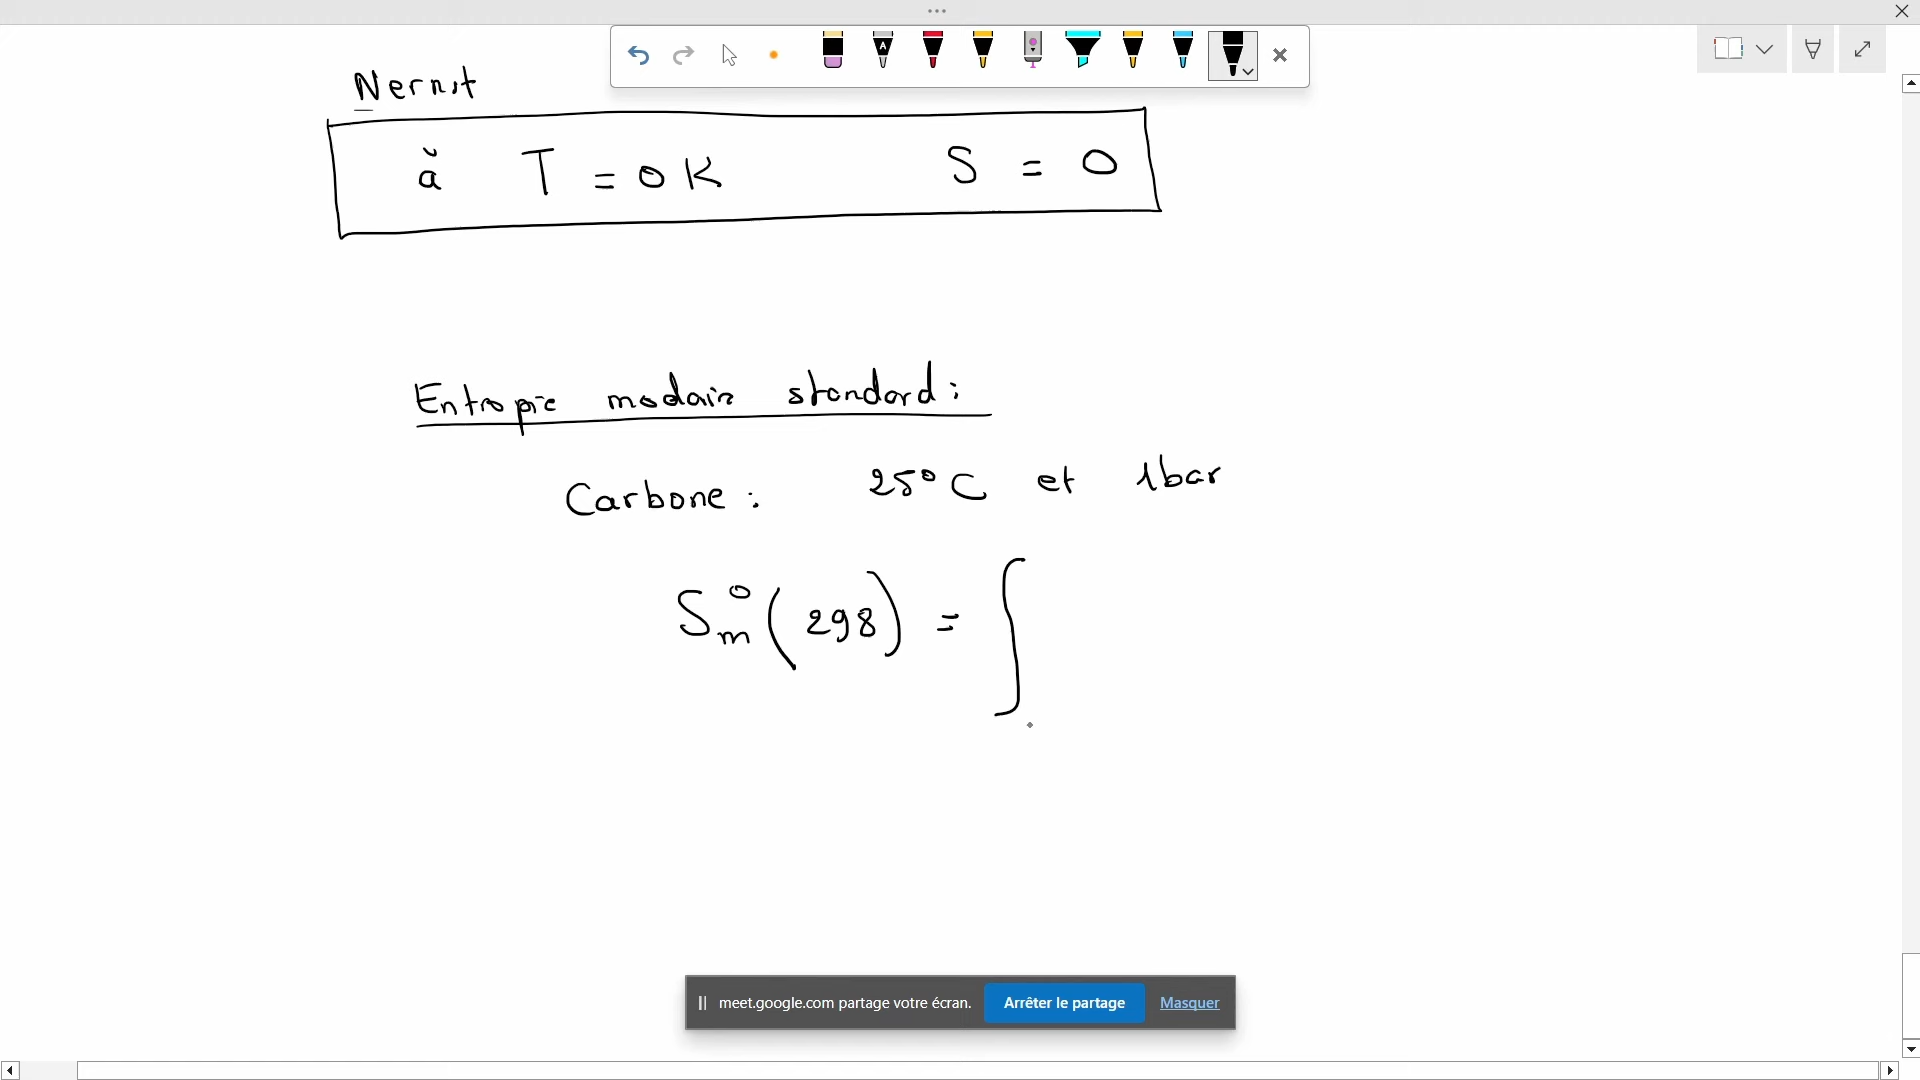 Nernst
à T = 0 K S = 0
Entropie molaire standard :
Carbone : 25°C et 1bar
S°m (298) = ∫
meet.google.com partage votre écran. Arrêter le partage Masquer